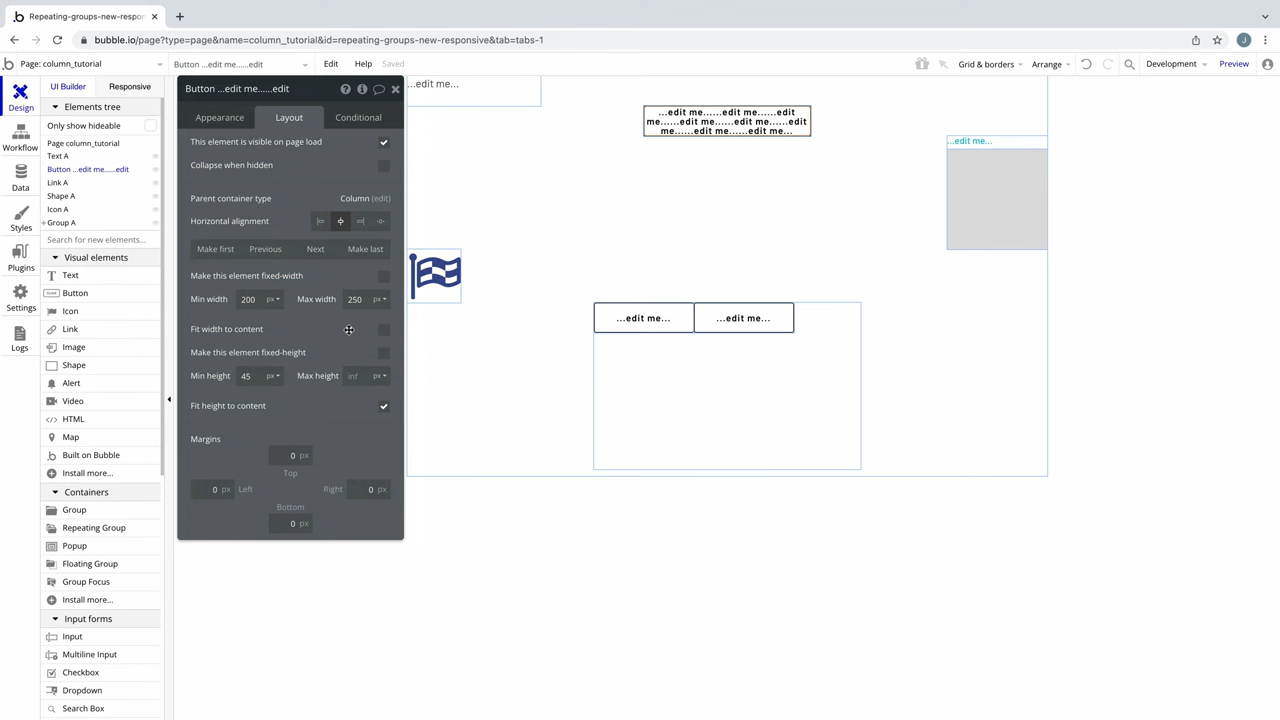 Repeating-groups-new-respon
bubble.io/page?type=page&name=column_tutorial&id=repeating-groups-new-responsive&tab=tabs-1
J
Page: column_tutorial
Button ...edit me......edit
Edit
Help
Saved
Grid & borders
Arrange
Development
Preview
Design
Workflow
Data
Styles
Plugins
Settings
Logs
UI Builder
Responsive
Elements tree
Only show hideable
Page column_tutorial
Text A
Button ...edit me......edit
Link A
Shape A
Icon A
Group A
Search for new elements...
Visual elements
Text
CLICK
Button
Icon
Link
Image
Shape
Alert
Video
HTML
Map
Built on Bubble
Install more...
Containers
Group
Repeating Group
Popup
Floating Group
Group Focus
Install more...
Input forms
Input
Multiline Input
Checkbox
Dropdown
Search Box
Button ...edit me......edit
Appearance
Layout
Conditional
This element is visible on page load
Collapse when hidden
Parent container type Column (edit)
Horizontal alignment
Make first Previous Next Make last
Make this element fixed-width
Min width 200 px Max width 250 px
Fit width to content
Make this element fixed-height
Min height 45 px Max height inf px
Fit height to content
Margins
0 px
Top
0 px Left Right 0 px
Bottom
0 px
...edit me...
...edit me......edit me......edit
me......edit me......edit me......edit
me......edit me......edit me...
...edit me...
...edit me...
...edit me...